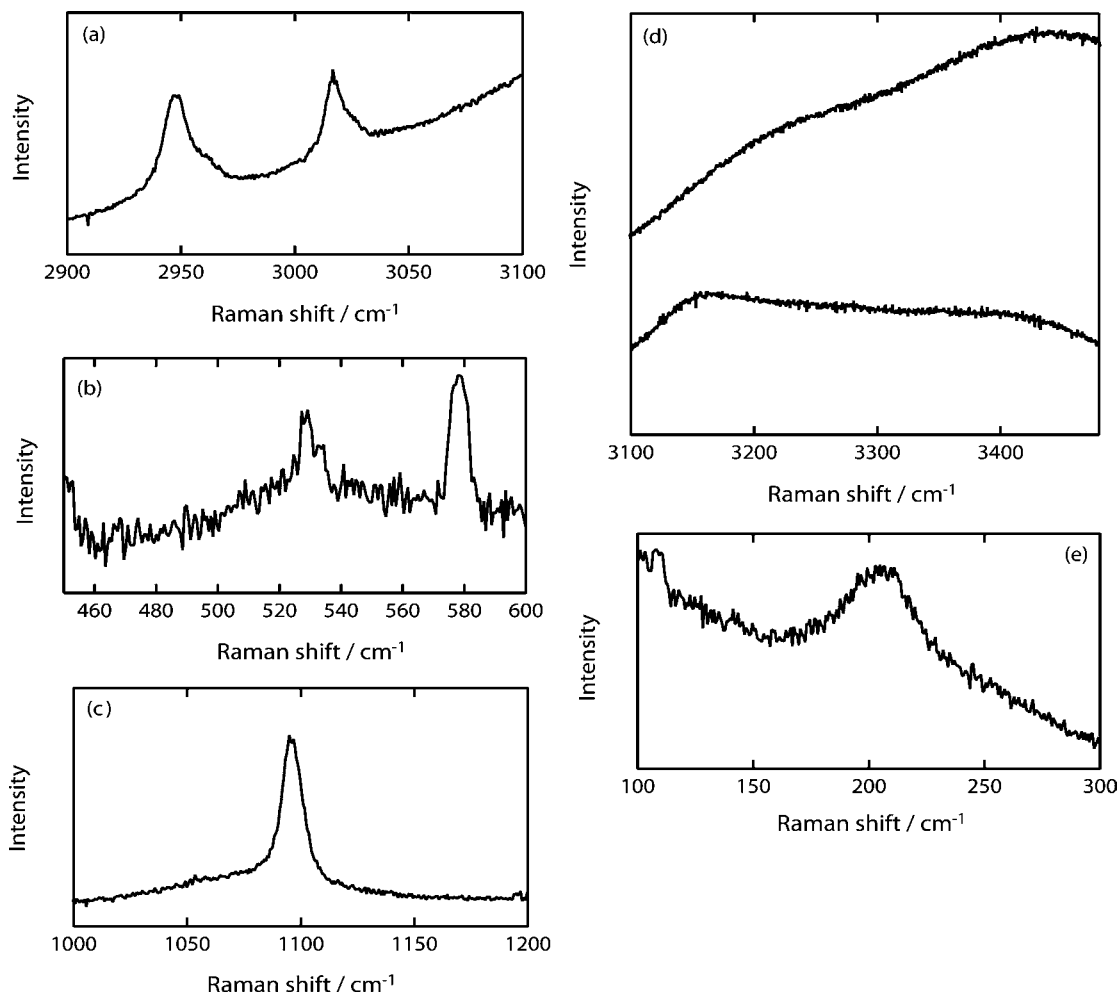 (a)
Intensity
2900 2950 3000 3050 3100
Raman shift / cm-1
(b)
Intensity
460 480 500 520 540 560 580 600
Raman shift / cm-1
(c)
Intensity
1000 1050 1100 1150 1200
Raman shift / cm-1
(d)
Intensity
3100 3200 3300 3400
Raman shift / cm-1
(e)
Intensity
100 150 200 250 300
Raman shift / cm-1